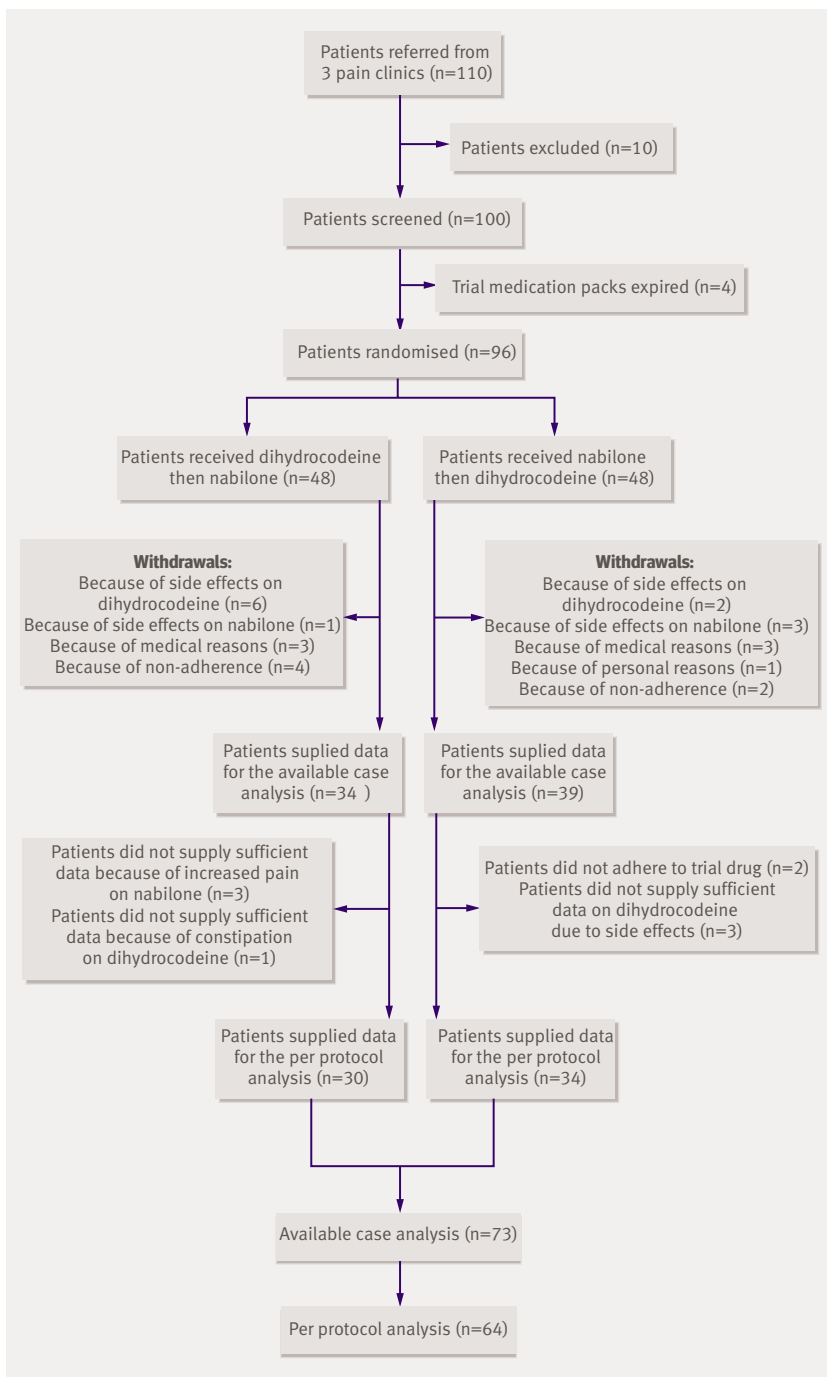 Patients referred from
3 pain clinics (n=110)
Patients excluded (n=10)
Patients screened (n=100)
Trial medication packs expired (n=4)
Patients randomised (n=96)
Patients received dihydrocodeine
then nabilone (n=48)
Patients received nabilone
then dihydrocodeine (n=48)
Withdrawals:
Because of side effects on
dihydrocodeine (n=6)
Because of side effects on nabilone (n=1)
Because of medical reasons (n=3)
Because of non-adherence (n=4)
Withdrawals:
Because of side effects on
dihydrocodeine (n=2)
Because of side effects on nabilone (n=3)
Because of medical reasons (n=3)
Because of personal reasons (n=1)
Because of non-adherence (n=2)
Patients suplied data
for the available case
analysis (n=34 )
Patients supplied data
for the available case
analysis (n=39)
Patients did not supply sufficient
data because of increased pain
on nabilone (n=3)
Patients did not supply sufficient
data because of constipation
on dihydrocodeine (n=1)
Patients did not adhere to trial drug (n=2)
Patients did not supply sufficient
data on dihydrocodeine
due to side effects (n=3)
Patients supplied data
for the per protocol
analysis (n=30)
Patients supplied data
for the per protocol
analysis (n=34)
Available case analysis (n=73)
Per protocol analysis (n=64)